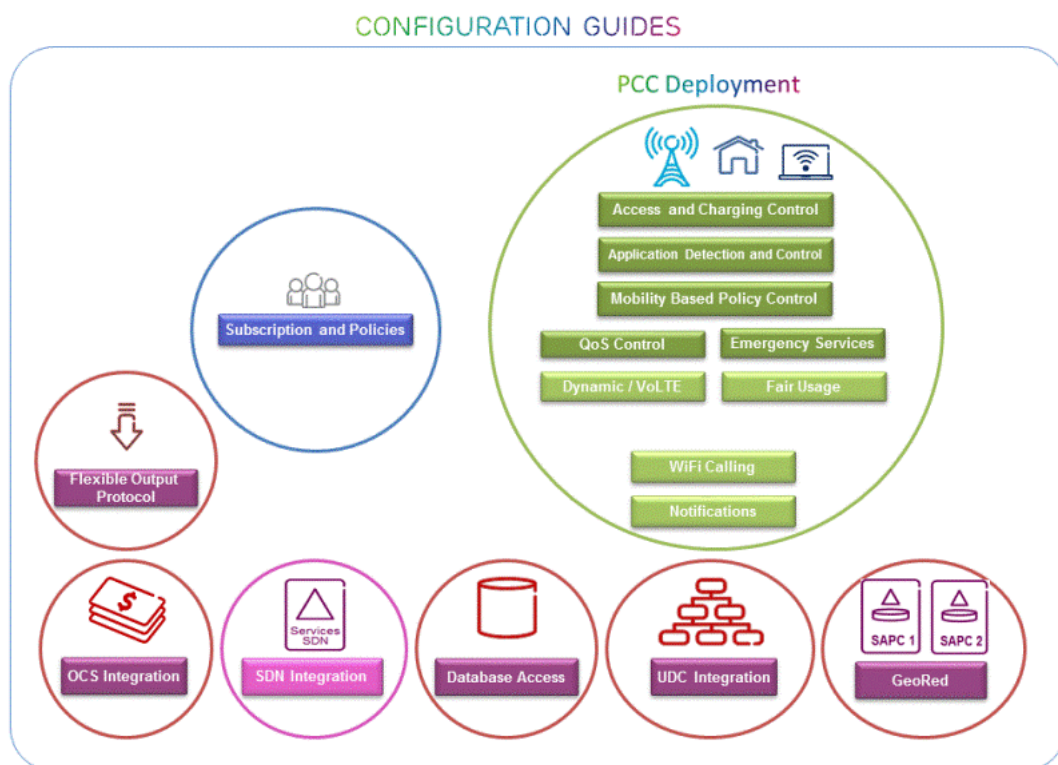 CONFIGURATION GUIDES
PCC Deployment
Access and Charging Control
Application Detection and Control
Mobility Based Policy Control
QoS Control
Emergency Services
Dynamic / VoLTE
Fair Usage
WiFi Calling
Notifications
Subscription and Policies
Flexible Output
Protocol
$
OCS Integration
Services
SDN
SDN Integration
Database Access
UDC Integration
SAPC 1
SAPC 2
GeoRed